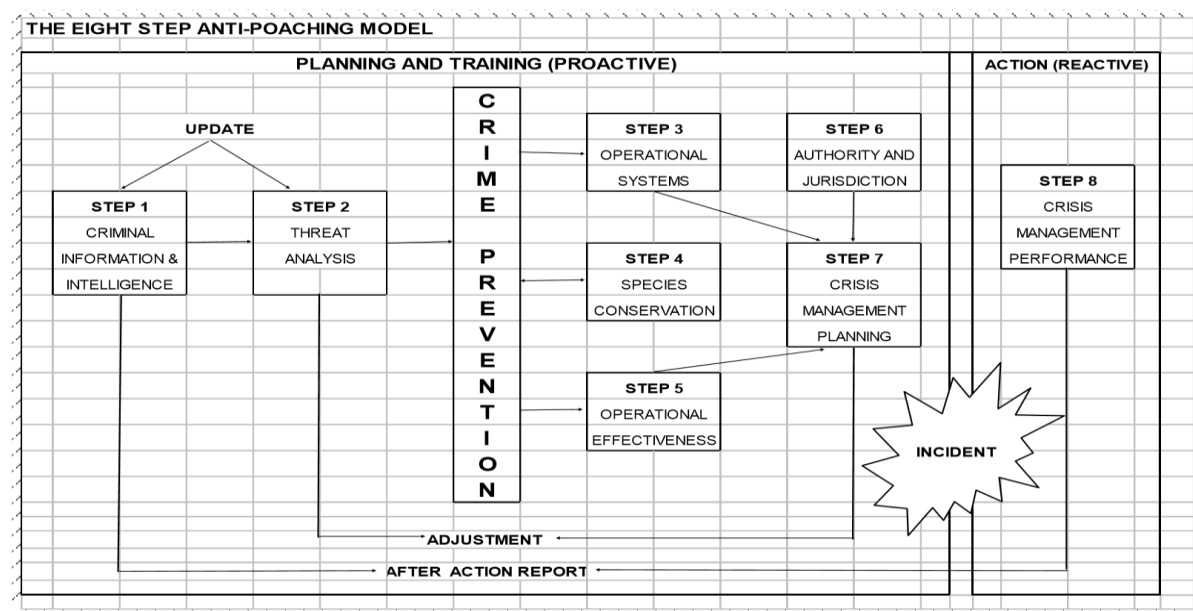 THE EIGHT STEP ANTI-POACHING MODEL
PLANNING AND TRAINING (PROACTIVE)
ACTION (REACTIVE)
UPDATE
STEP 1
CRIMINAL
INFORMATION &
INTELLIGENCE
STEP 2
THREAT
ANALYSIS
CRIME PREVENTION
STEP 3
OPERATIONAL
SYSTEMS
STEP 4
SPECIES
CONSERVATION
STEP 5
OPERATIONAL
EFFECTIVENESS
STEP 6
AUTHORITY AND
JURISDICTION
STEP 7
CRISIS
MANAGEMENT
PLANNING
STEP 8
CRISIS
MANAGEMENT
PERFORMANCE
INCIDENT
ADJUSTMENT
AFTER ACTION REPORT